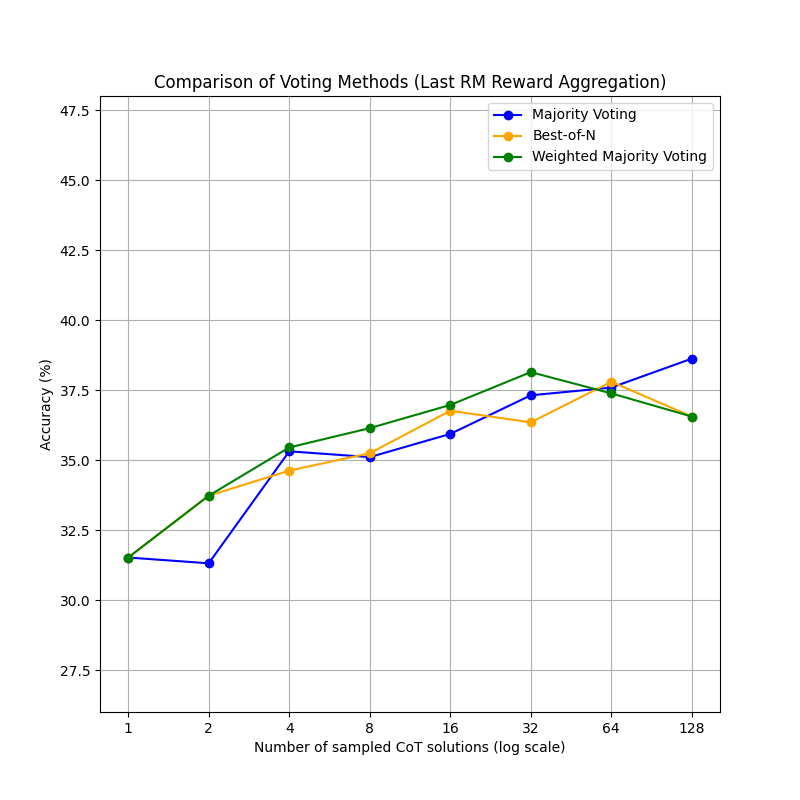 Comparison of Voting Methods (Last RM Reward Aggregation)
Majority Voting
Best-of-N
Weighted Majority Voting
47.5
45.0
42.5
40.0
37.5
35.0
32.5
30.0
27.5
Accuracy (%)
1 2 4 8 16 32 64 128
Number of sampled CoT solutions (log scale)